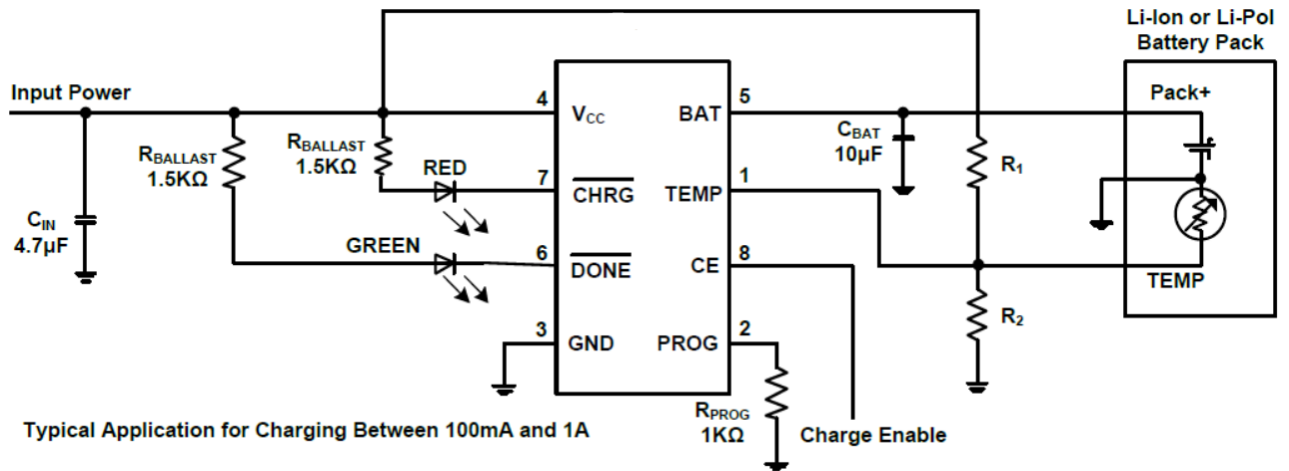 Li-Ion or Li-Pol
Battery Pack
Input Power
4
VCC
BAT
5
Pack+
RBALLAST
1.5KΩ
RBALLAST
1.5KΩ
RED
CBAT
10µF
R1
7
CHRG
TEMP
1
CIN
4.7µF
GREEN
6
DONE
CE
8
TEMP
R2
3
GND
PROG
2
RPROG
1KΩ
Charge Enable
Typical Application for Charging Between 100mA and 1A